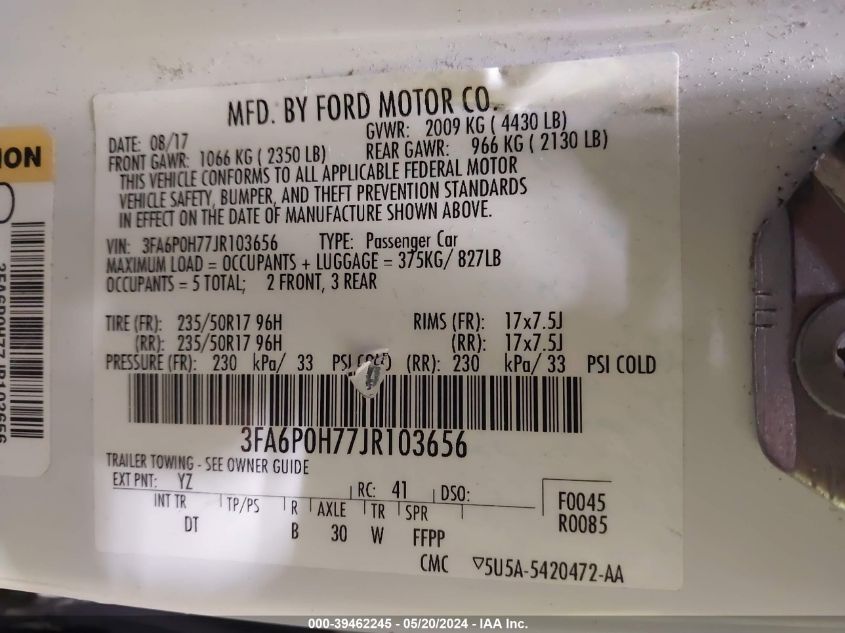 MFD. BY FORD MOTOR CO.
DATE: 08/17 GVWR: 2009 KG ( 4430 LB)
FRONT GAWR: 1066 KG ( 2350 LB) REAR GAWR: 966 KG ( 2130 LB)
THIS VEHICLE CONFORMS TO ALL APPLICABLE FEDERAL MOTOR
VEHICLE SAFETY, BUMPER, AND THEFT PREVENTION STANDARDS
IN EFFECT ON THE DATE OF MANUFACTURE SHOWN ABOVE.
VIN: 3FA6P0H77JR103656 TYPE: Passenger Car
MAXIMUM LOAD = OCCUPANTS + LUGGAGE = 375KG/ 827LB
OCCUPANTS = 5 TOTAL; 2 FRONT, 3 REAR
TIRE (FR): 235/50R17 96H RIMS (FR): 17x7.5J
(RR): 235/50R17 96H (RR): 17x7.5J
PRESSURE (FR): 230 kPa/ 33 PSI COLD (RR): 230 kPa/ 33 PSI COLD
3FA6P0H77JR103656
TRAILER TOWING - SEE OWNER GUIDE
EXT PNT: YZ RC: 41 DSO:
INT TR TP/PS R AXLE TR SPR
DT B 30 W FFPP
F0045
R0085
CMC ▽5U5A-5420472-AA
ION
3FA6P0H77JR103656
000-39462245 - 05/20/2024 - IAA Inc.